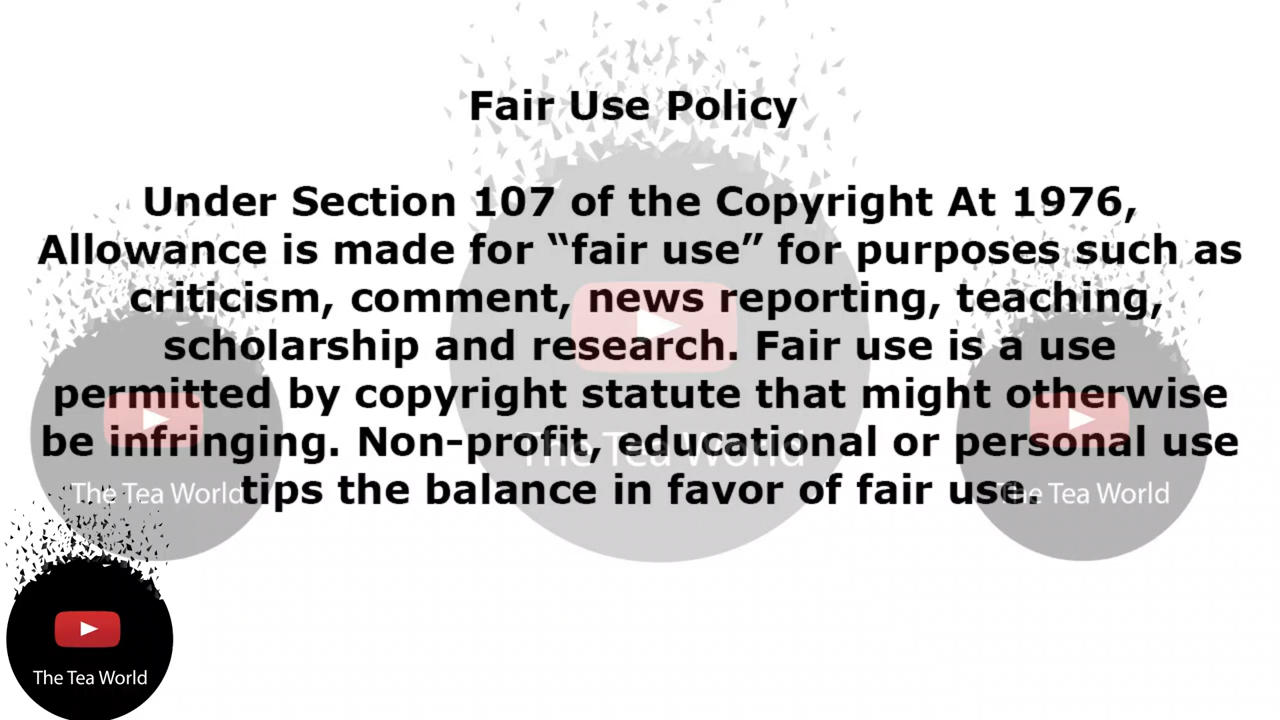 Fair Use Policy
Under Section 107 of the Copyright At 1976,
Allowance is made for “fair use” for purposes such as
criticism, comment, news reporting, teaching,
scholarship and research. Fair use is a use
permitted by copyright statute that might otherwise
be infringing. Non-profit, educational or personal use
tips the balance in favor of fair use.
The Tea World
The Tea World
The Tea World
The Tea World